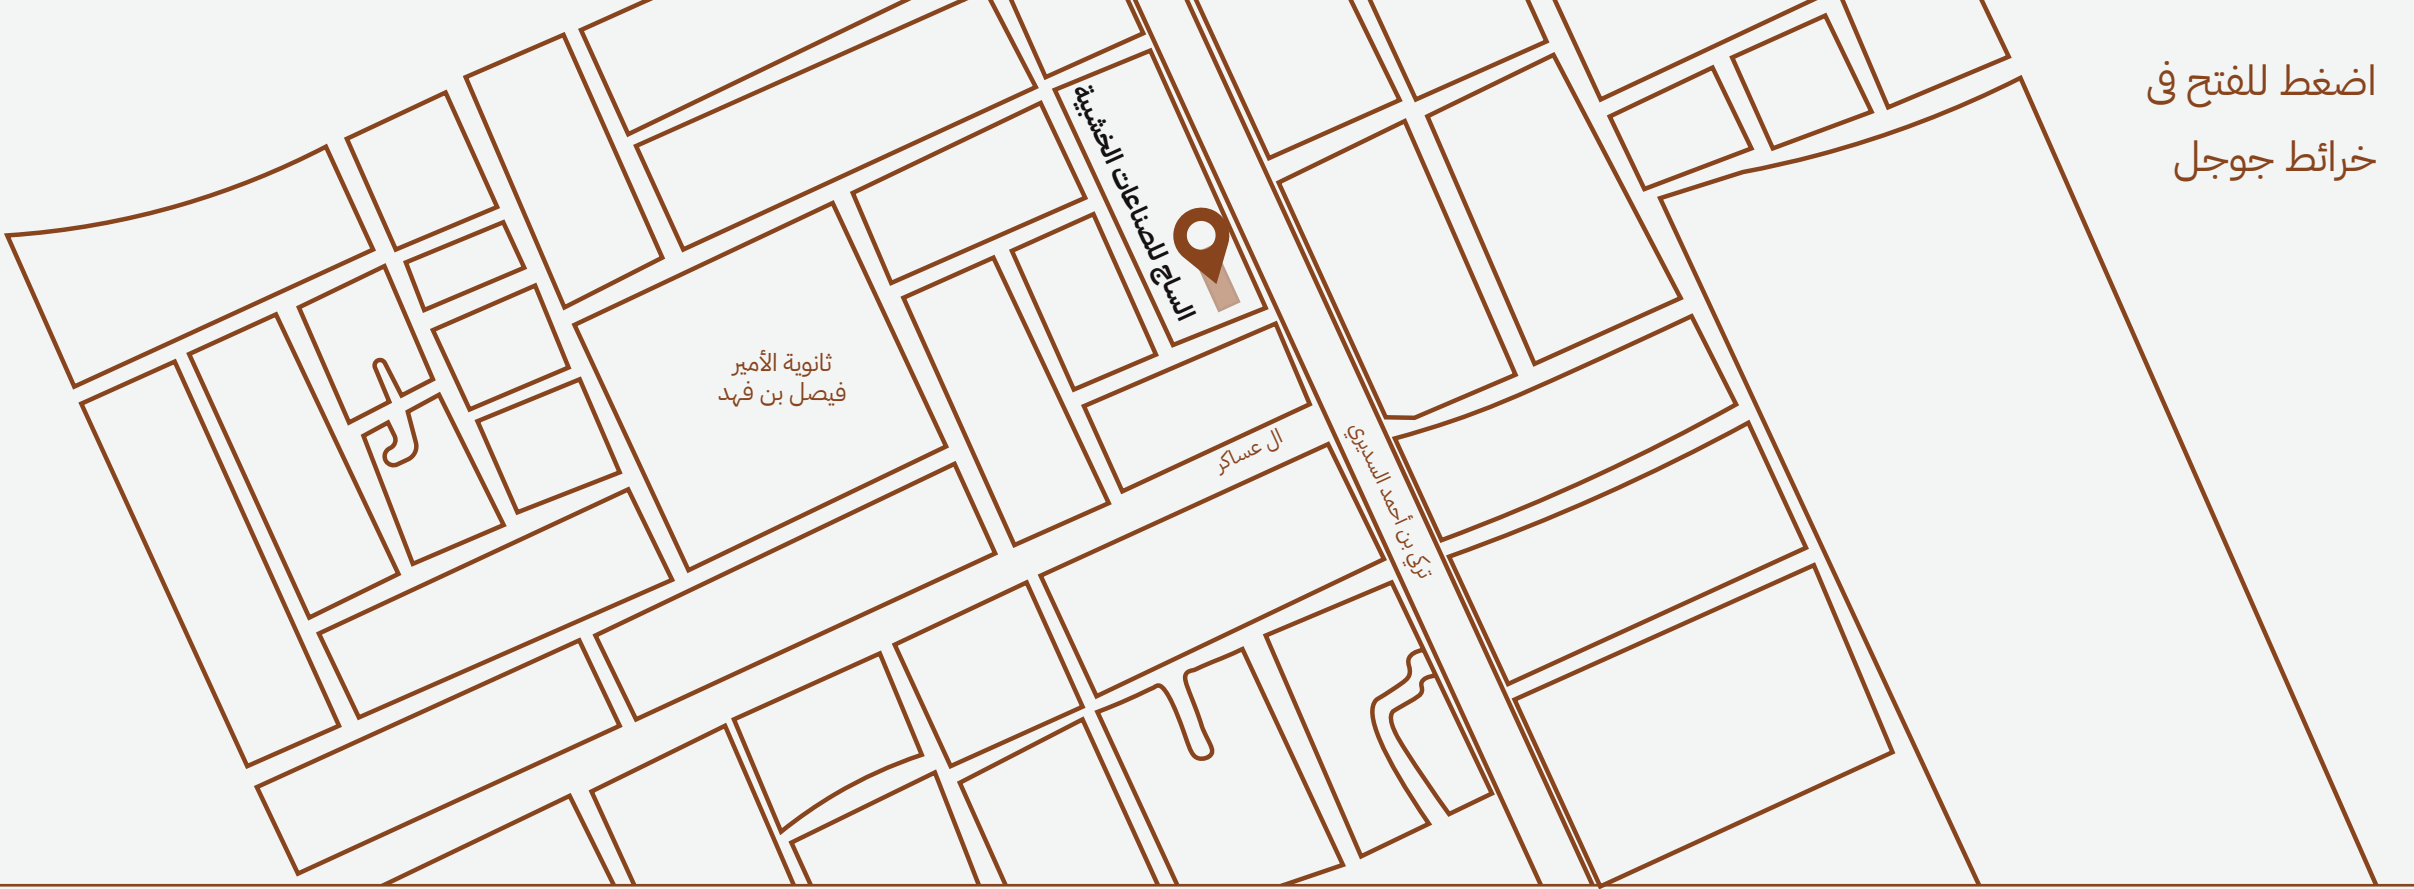 اضغط للفتح فى
خرائط جوجل
الساج للصناعات الخشبية
ثانوية الأمير
فيصل بن فهد
ال عساكر
تركي بن أحمد السديري